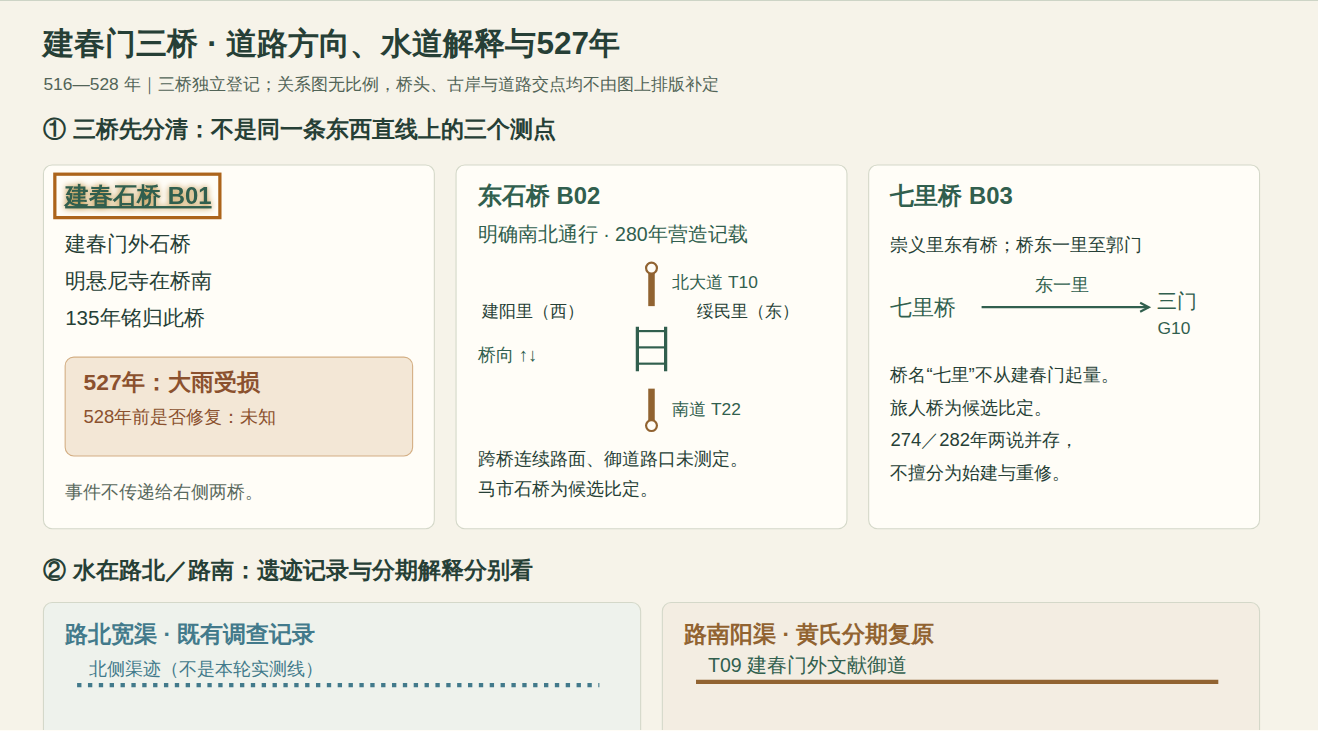 建春门三桥 · 道路方向、水道解释与527年
516—528 年｜三桥独立登记；关系图无比例，桥头、古岸与道路交点均不由图上排版补定
① 三桥先分清：不是同一条东西直线上的三个测点
建春石桥 B01
建春门外石桥
明悬尼寺在桥南
135年铭归此桥
527年：大雨受损
528年前是否修复：未知
事件不传递给右侧两桥。
东石桥 B02
明确南北通行 · 280年营造记载
北大道 T10
建阳里（西）
绥民里（东）
桥向 ↑↓
南道 T22
跨桥连续路面、御道路口未测定。
马市石桥为候选比定。
七里桥 B03
崇义里东有桥；桥东一里至郭门
东一里
七里桥
三门
G10
桥名“七里”不从建春门起量。
旅人桥为候选比定。
274／282年两说并存，
不擅分为始建与重修。
② 水在路北／路南：遗迹记录与分期解释分别看
路北宽渠 · 既有调查记录
北侧渠迹（不是本轮实测线）
路南阳渠 · 黄氏分期复原
T09 建春门外文献御道